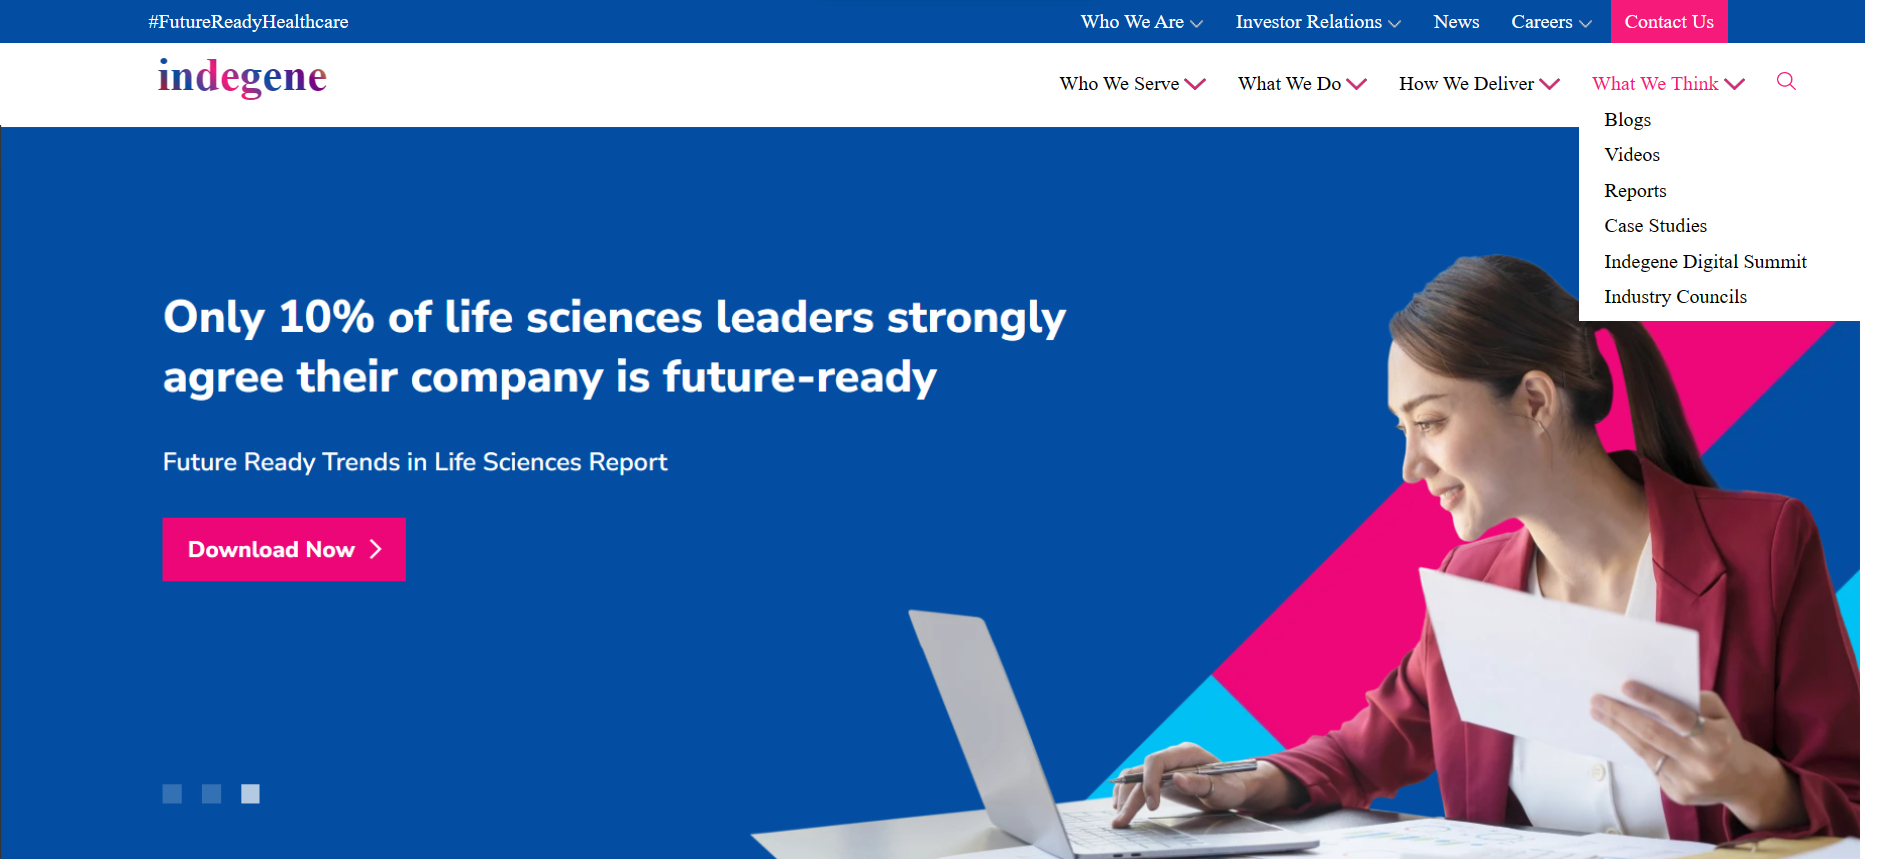 #FutureReadyHealthcare
Who We Are Investor Relations News Careers Contact Us
indegene
Who We Serve What We Do How We Deliver What We Think
Blogs
Videos
Reports
Case Studies
Indegene Digital Summit
Industry Councils
Only 10% of life sciences leaders strongly
agree their company is future-ready
Future Ready Trends in Life Sciences Report
Download Now